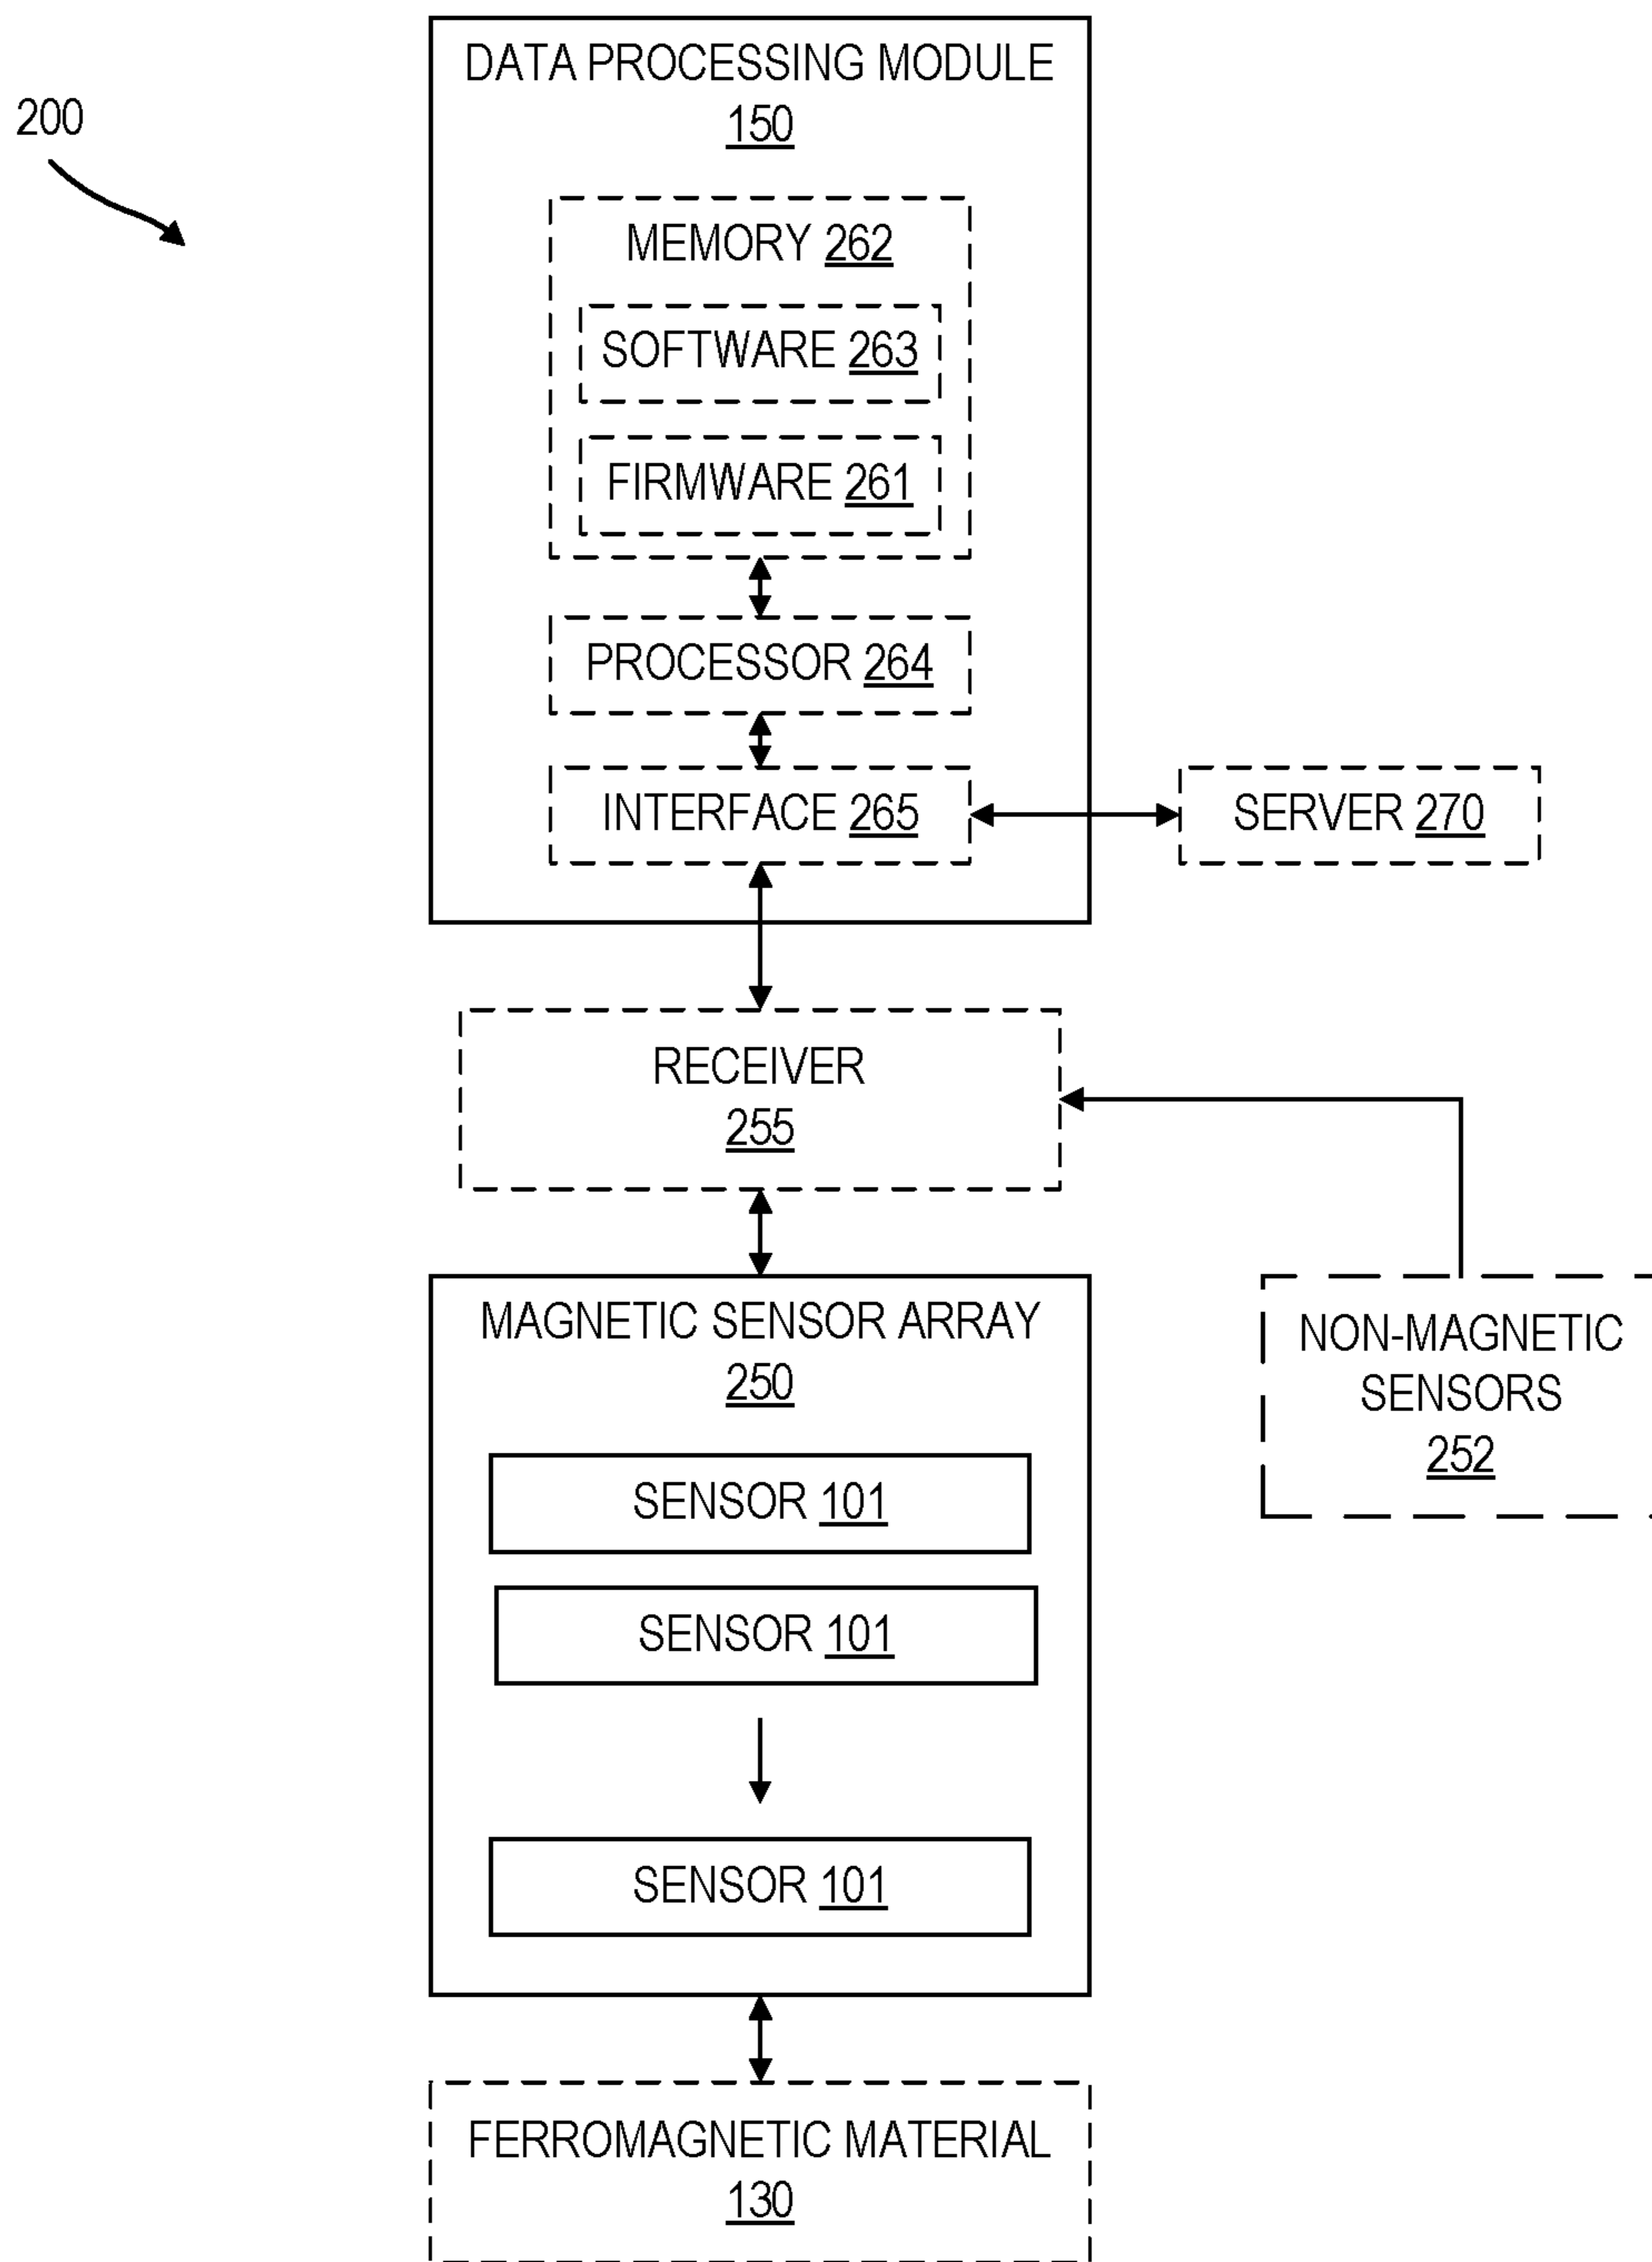 200
DATA PROCESSING MODULE
150
MEMORY 262
SOFTWARE 263
FIRMWARE 261
PROCESSOR 264
INTERFACE 265
SERVER 270
RECEIVER
255
MAGNETIC SENSOR ARRAY
250
NON-MAGNETIC
SENSORS
252
SENSOR 101
SENSOR 101
SENSOR 101
FERROMAGNETIC MATERIAL
130